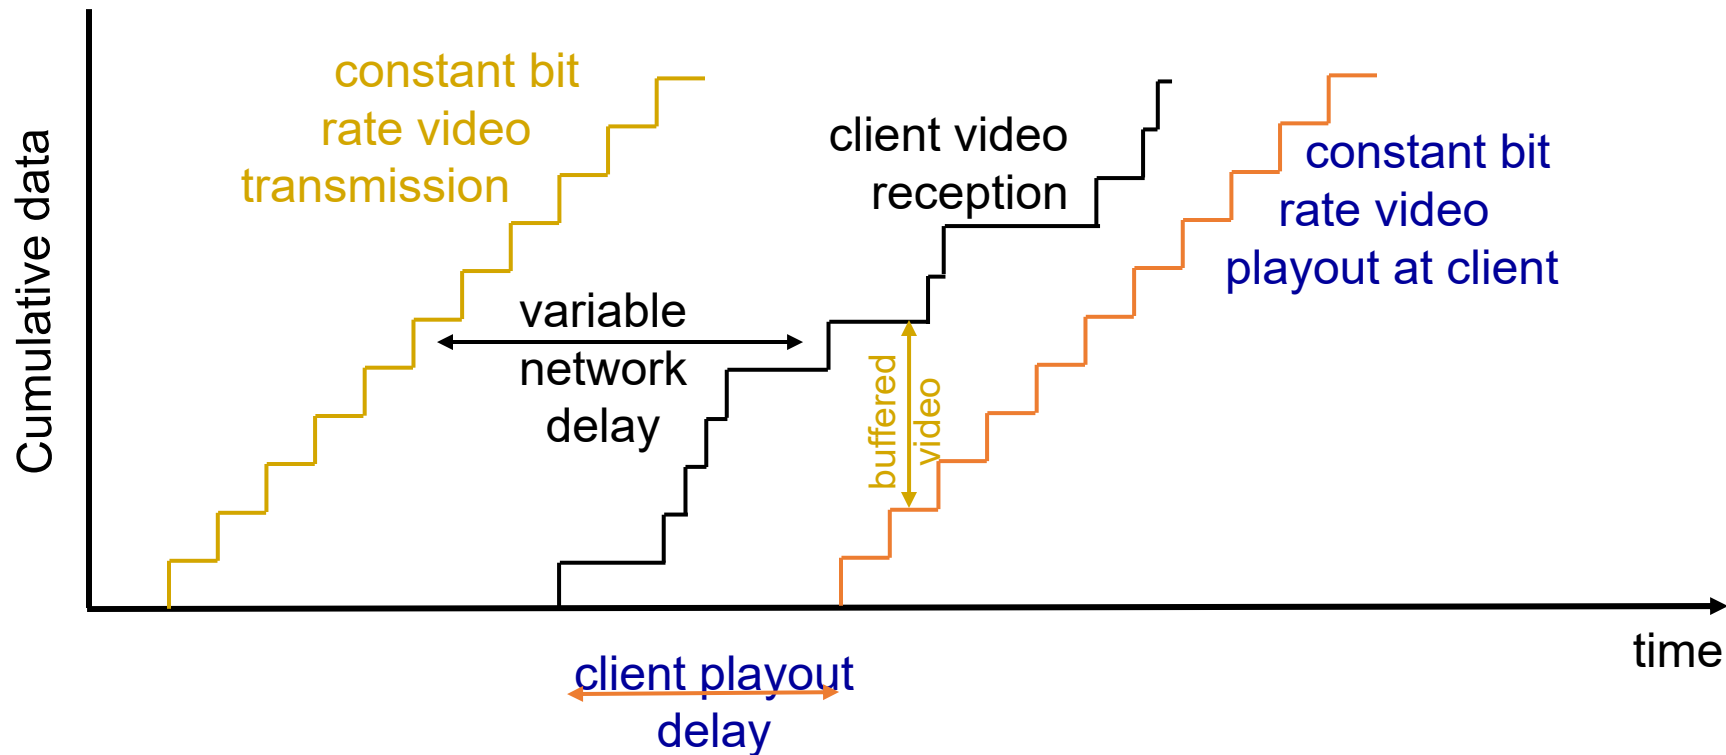 constant bit
rate video
transmission
client video
reception
constant bit
rate video
playout at client
Cumulative data
variable
network
delay
buffered
video
time
client playout
delay